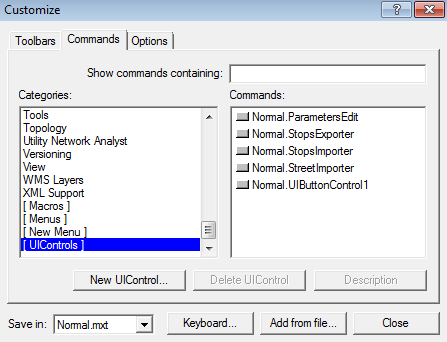 Customize
Toolbars Commands Options
Show commands containing:
Categories: Commands:
Tools
Topology
Utility Network Analyst
Versioning
View
WMS Layers
XML Support
[ Macros ]
[ Menus ]
[ New Menu ]
[ UIControls ]
Normal.ParametersEdit
Normal.StopsExporter
Normal.StopsImporter
Normal.StreetImporter
Normal.UIButtonControl1
New UIControl... Delete UIControl Description
Save in: Normal.mxt Keyboard... Add from file... Close